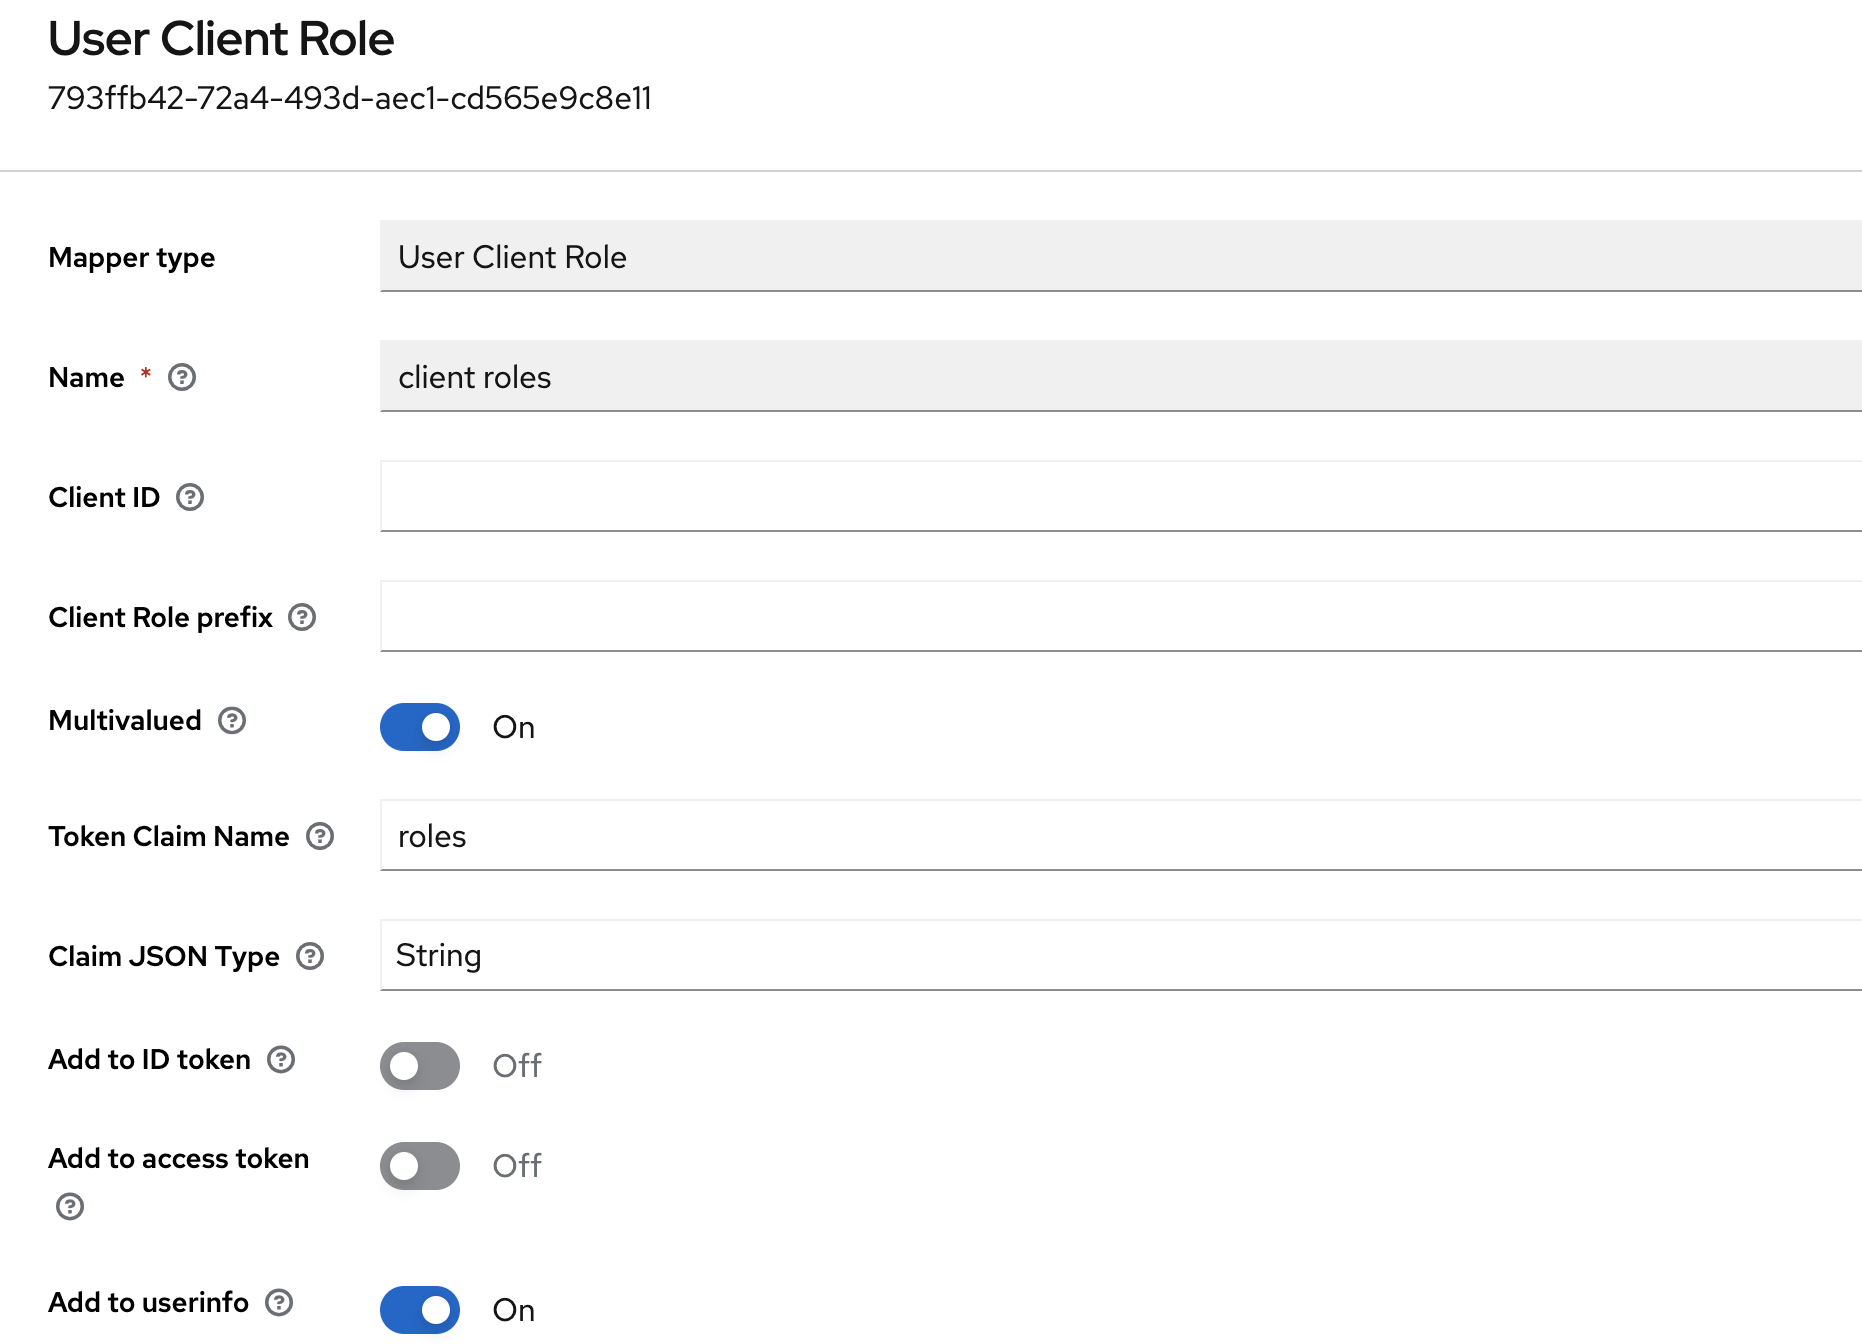 User Client Role
793ffb42-72a4-493d-aec1-cd565e9c8e11
Mapper type
User Client Role
Name *
client roles
Client ID
Client Role prefix
Multivalued
On
Token Claim Name
roles
Claim JSON Type
String
Add to ID token
Off
Add to access token
Off
Add to userinfo
On